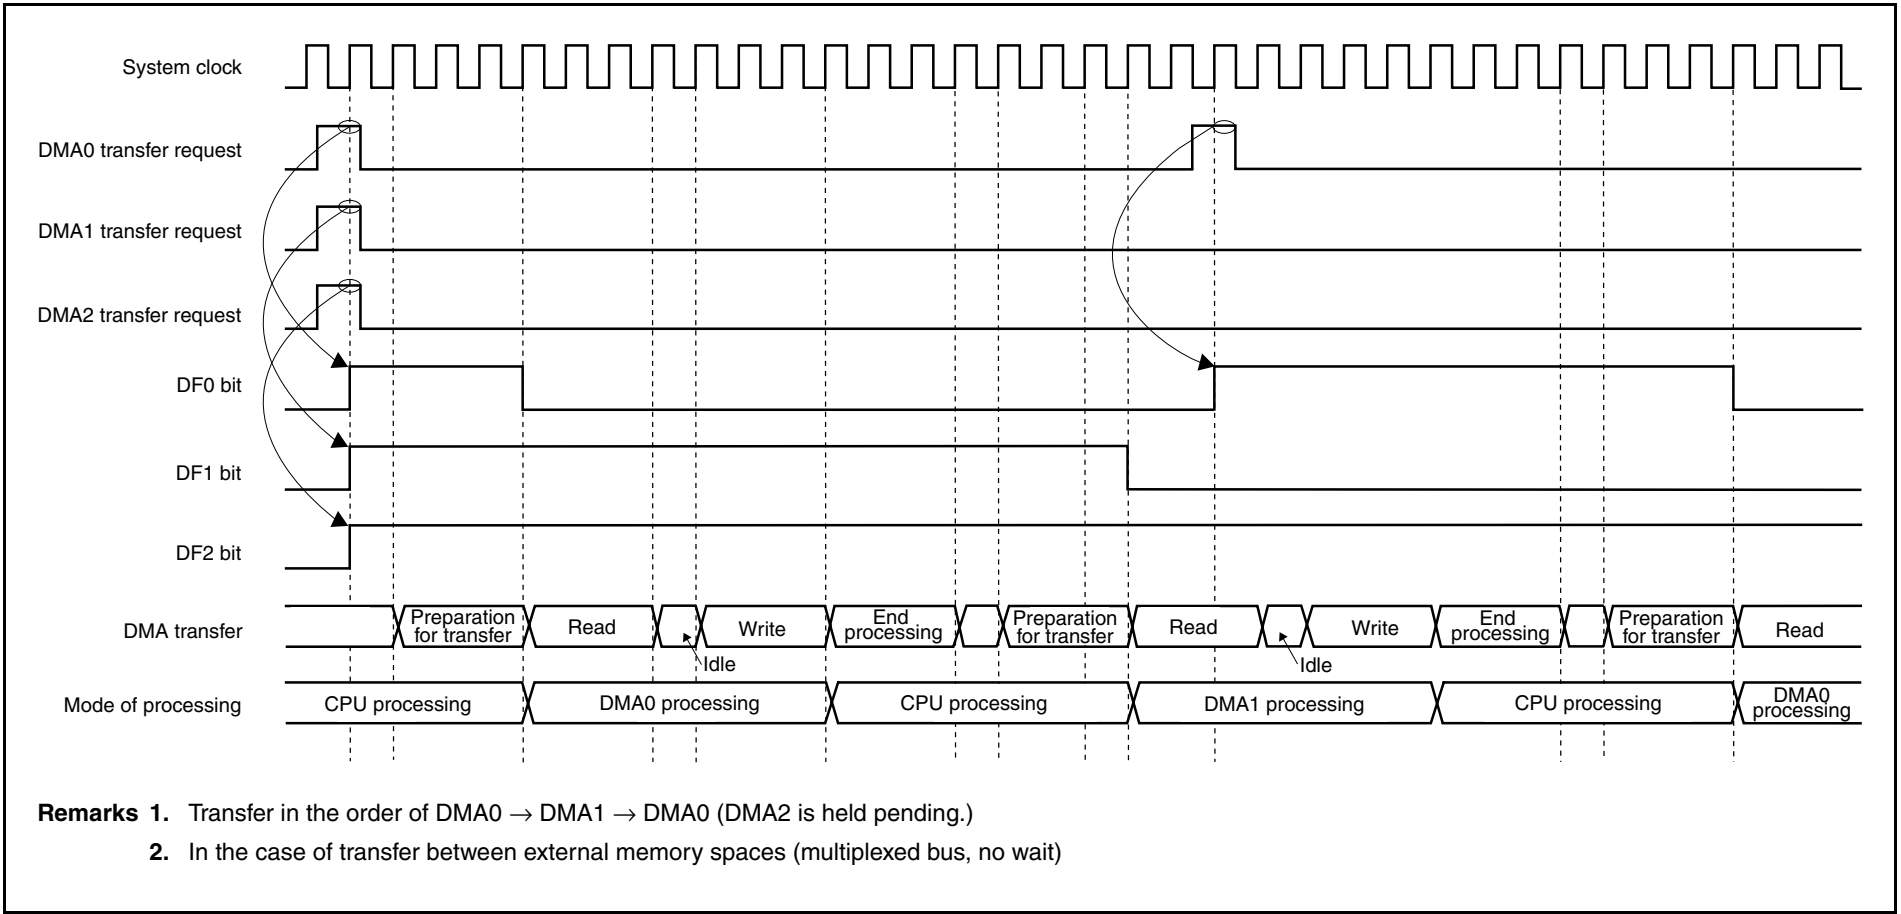 System clock
DMA0 transfer request
DMA1 transfer request
DMA2 transfer request
DF0 bit
DF1 bit
DF2 bit
DMA transfer
Preparation
for transfer
Read
Idle
Write
End
processing
Preparation
for transfer
Read
Idle
Write
End
processing
Preparation
for transfer
Read
Mode of processing
CPU processing
DMA0 processing
CPU processing
DMA1 processing
CPU processing
DMA0
processing
Remarks 1. Transfer in the order of DMA0 → DMA1 → DMA0 (DMA2 is held pending.)
2. In the case of transfer between external memory spaces (multiplexed bus, no wait)